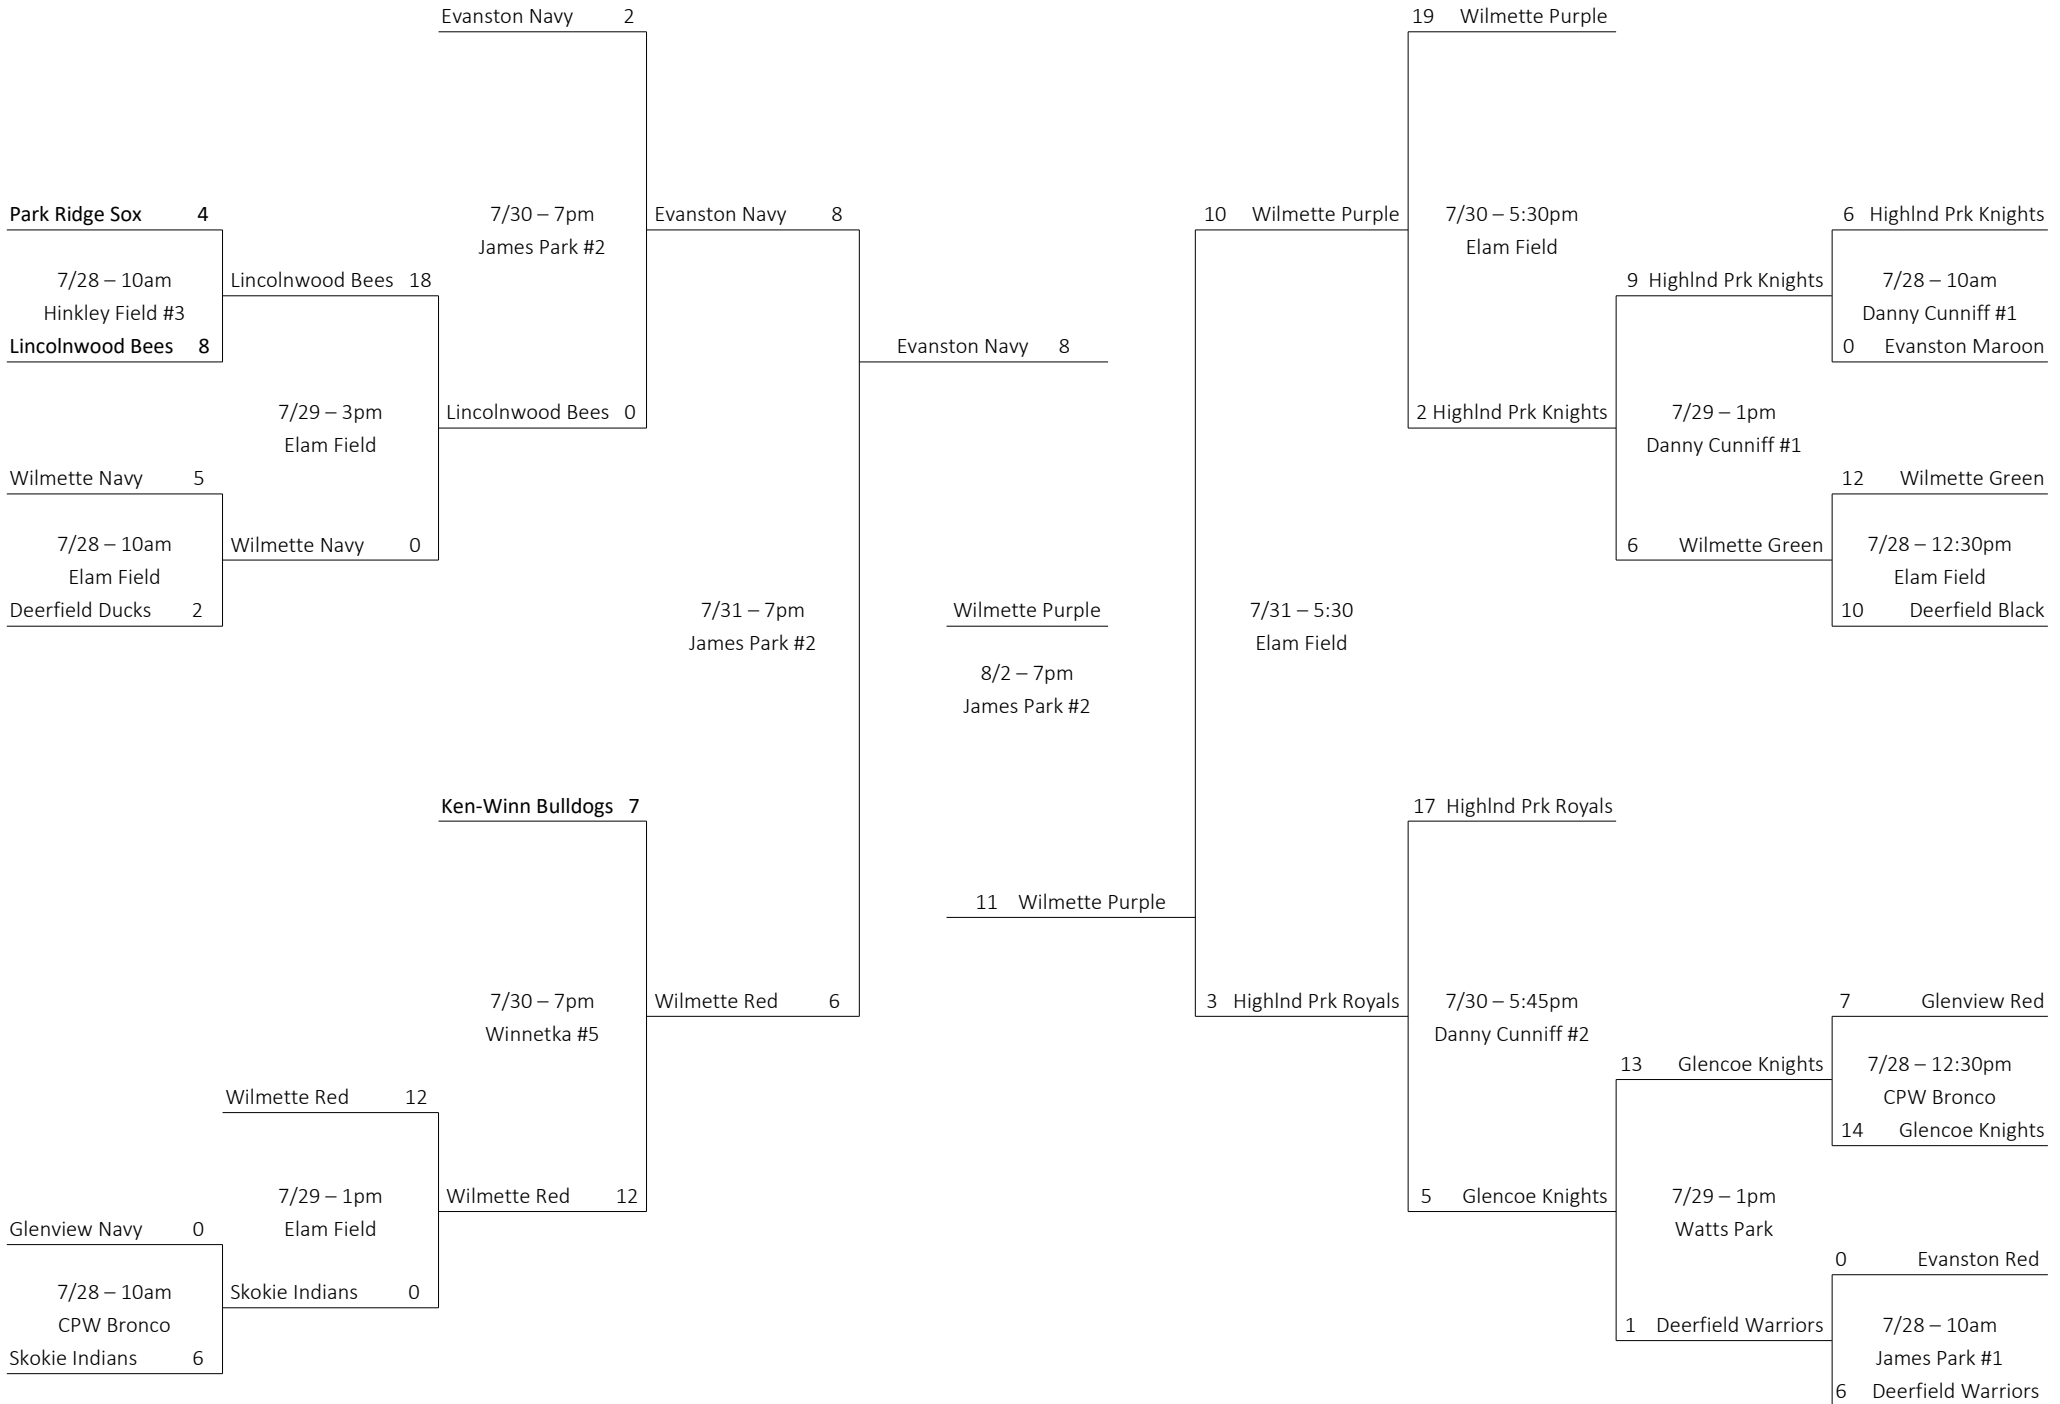 Evanston Navy 2
19 Wilmette Purple
Park Ridge Sox 4
7/30 – 7pm
Evanston Navy 8
10 Wilmette Purple
7/30 – 5:30pm
6 Highlnd Prk Knights
James Park #2
Elam Field
7/28 – 10am
Lincolnwood Bees 18
9 Highlnd Prk Knights
7/28 – 10am
Hinkley Field #3
Danny Cunniff #1
Lincolnwood Bees 8
Evanston Navy 8
0 Evanston Maroon
7/29 – 3pm
Lincolnwood Bees 0
2 Highlnd Prk Knights
7/29 – 1pm
Elam Field
Danny Cunniff #1
Wilmette Navy 5
12 Wilmette Green
7/28 – 10am
Wilmette Navy 0
6 Wilmette Green
7/28 – 12:30pm
Elam Field
Elam Field
Deerfield Ducks 2
7/31 – 7pm
Wilmette Purple
7/31 – 5:30
10 Deerfield Black
James Park #2
Elam Field
8/2 – 7pm
James Park #2
Ken-Winn Bulldogs 7
17 Highlnd Prk Royals
11 Wilmette Purple
7/30 – 7pm
Wilmette Red 6
3 Highlnd Prk Royals
7/30 – 5:45pm
7 Glenview Red
Winnetka #5
Danny Cunniff #2
13 Glencoe Knights
7/28 – 12:30pm
Wilmette Red 12
CPW Bronco
14 Glencoe Knights
7/29 – 1pm
Wilmette Red 12
5 Glencoe Knights
7/29 – 1pm
Glenview Navy 0
Elam Field
Watts Park
0 Evanston Red
7/28 – 10am
Skokie Indians 0
CPW Bronco
1 Deerfield Warriors
7/28 – 10am
Skokie Indians 6
James Park #1
6 Deerfield Warriors